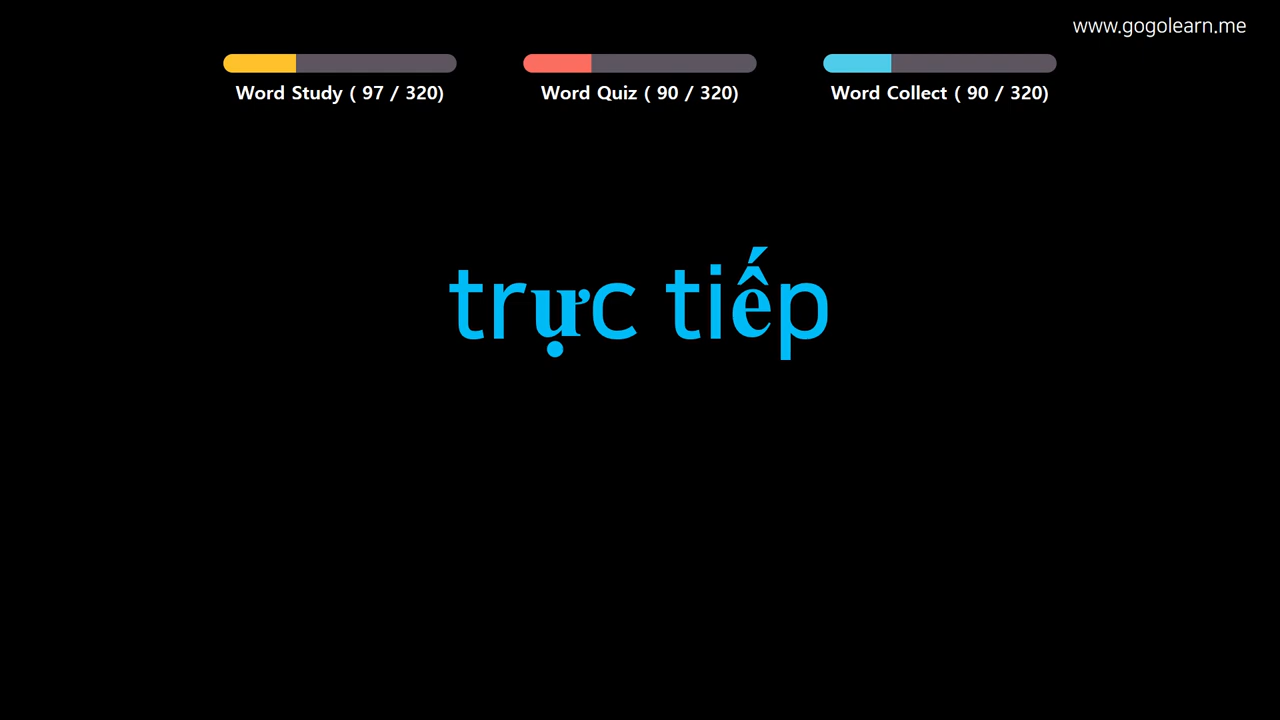 www.gogolearn.me
Word Study ( 97 / 320)
Word Quiz ( 90 / 320)
Word Collect ( 90 / 320)
trực tiếp